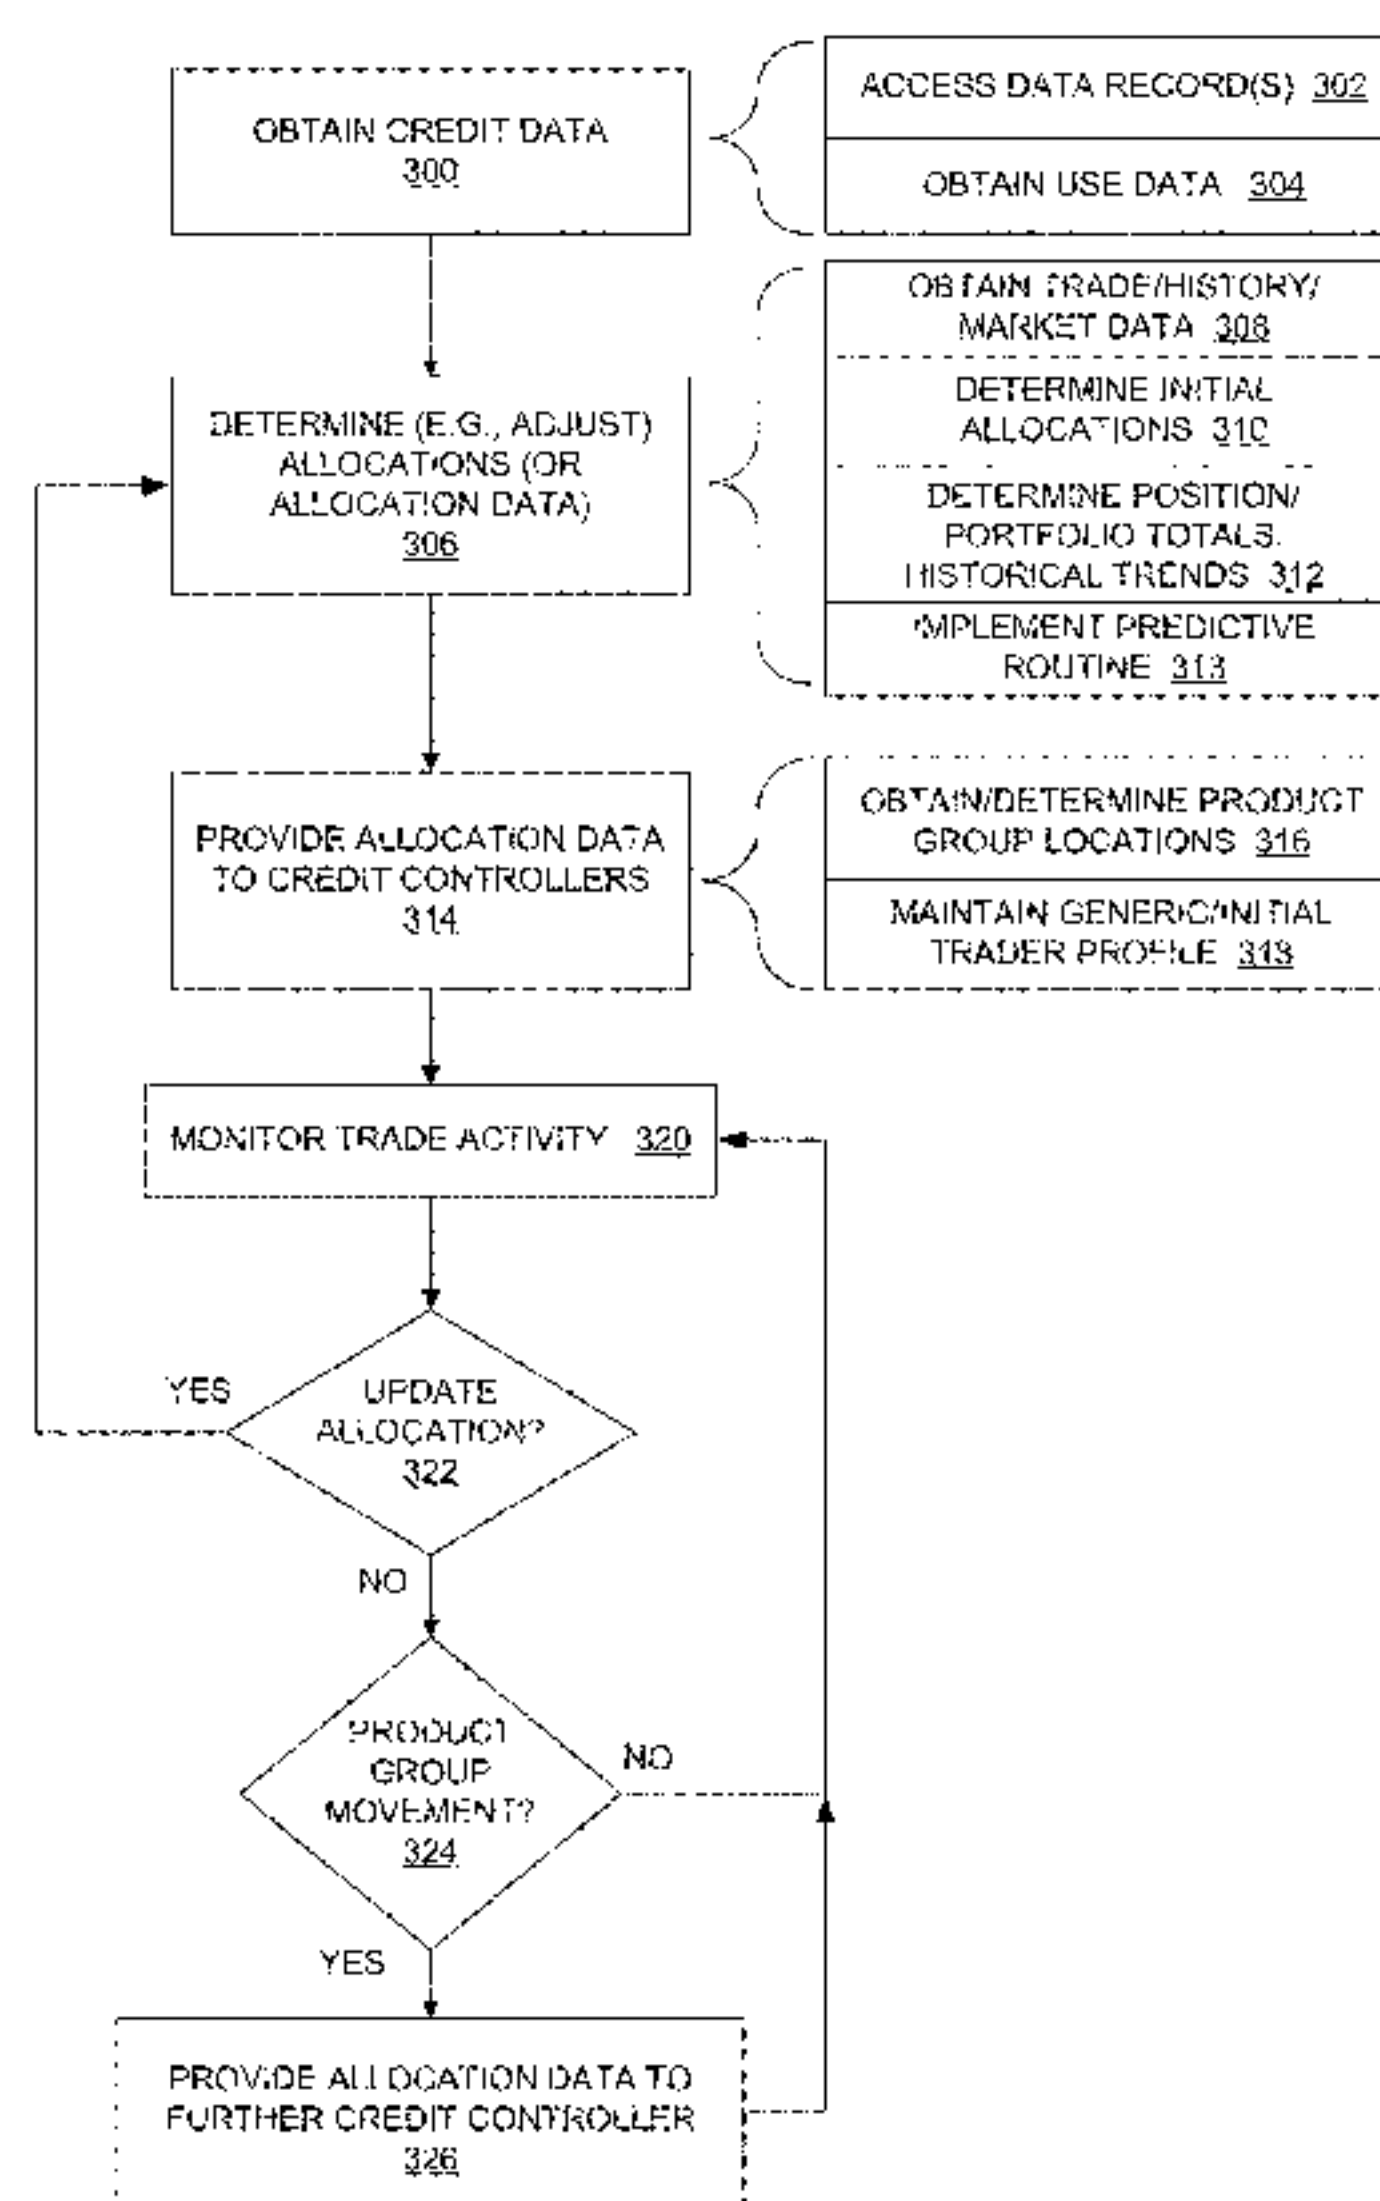 OBTAIN CREDIT DATA
300
ACCESS DATA RECORD(S) 302
OBTAIN USE DATA 304
DETERMINE (E.G., ADJUST)
ALLOCATIONS (OR
ALLOCATION DATA)
306
OBTAIN TRADE/HISTORY/
MARKET DATA 308
DETERMINE INITIAL
ALLOCATIONS 310
DETERMINE POSITION/
PORTFOLIO TOTALS,
HISTORICAL TRENDS 312
IMPLEMENT PREDICTIVE
ROUTINE 313
PROVIDE ALLOCATION DATA
TO CREDIT CONTROLLERS
314
OBTAIN/DETERMINE PRODUCT
GROUP LOCATIONS 316
MAINTAIN GENERIC/INITIAL
TRADER PROFILE 318
MONITOR TRADE ACTIVITY 320
YES
UPDATE
ALLOCATION?
322
NO
PRODUCT
GROUP
MOVEMENT?
324
NO
YES
PROVIDE ALLOCATION DATA TO
FURTHER CREDIT CONTROLLER
326